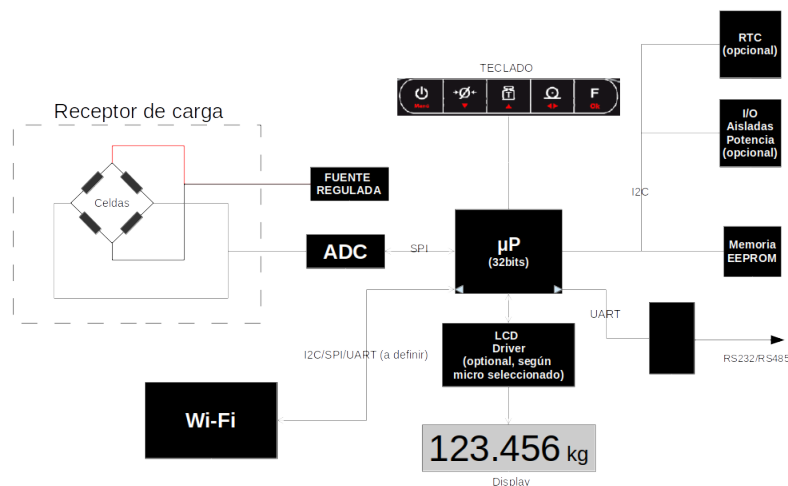 RTC
(opcional)
TECLADO
Menú
T
F
Ok
Receptor de carga
I/O
Aisladas
Potencia
(opcional)
Celdas
FUENTE
REGULADA
I2C
ADC
SPI
µP
(32bits)
Memoria
EEPROM
UART
LCD
Driver
(optional, según
micro seleccionado)
I2C/SPI/UART (a definir)
RS232/RS485
Wi-Fi
123.456 kg
Display